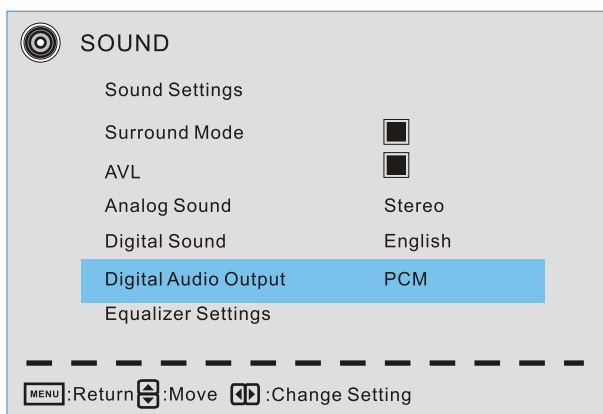 SOUND
Sound Settings
Surround Mode
AVL
Analog Sound Stereo
Digital Sound English
Digital Audio Output PCM
Equalizer Settings
MENU :Return :Move :Change Setting